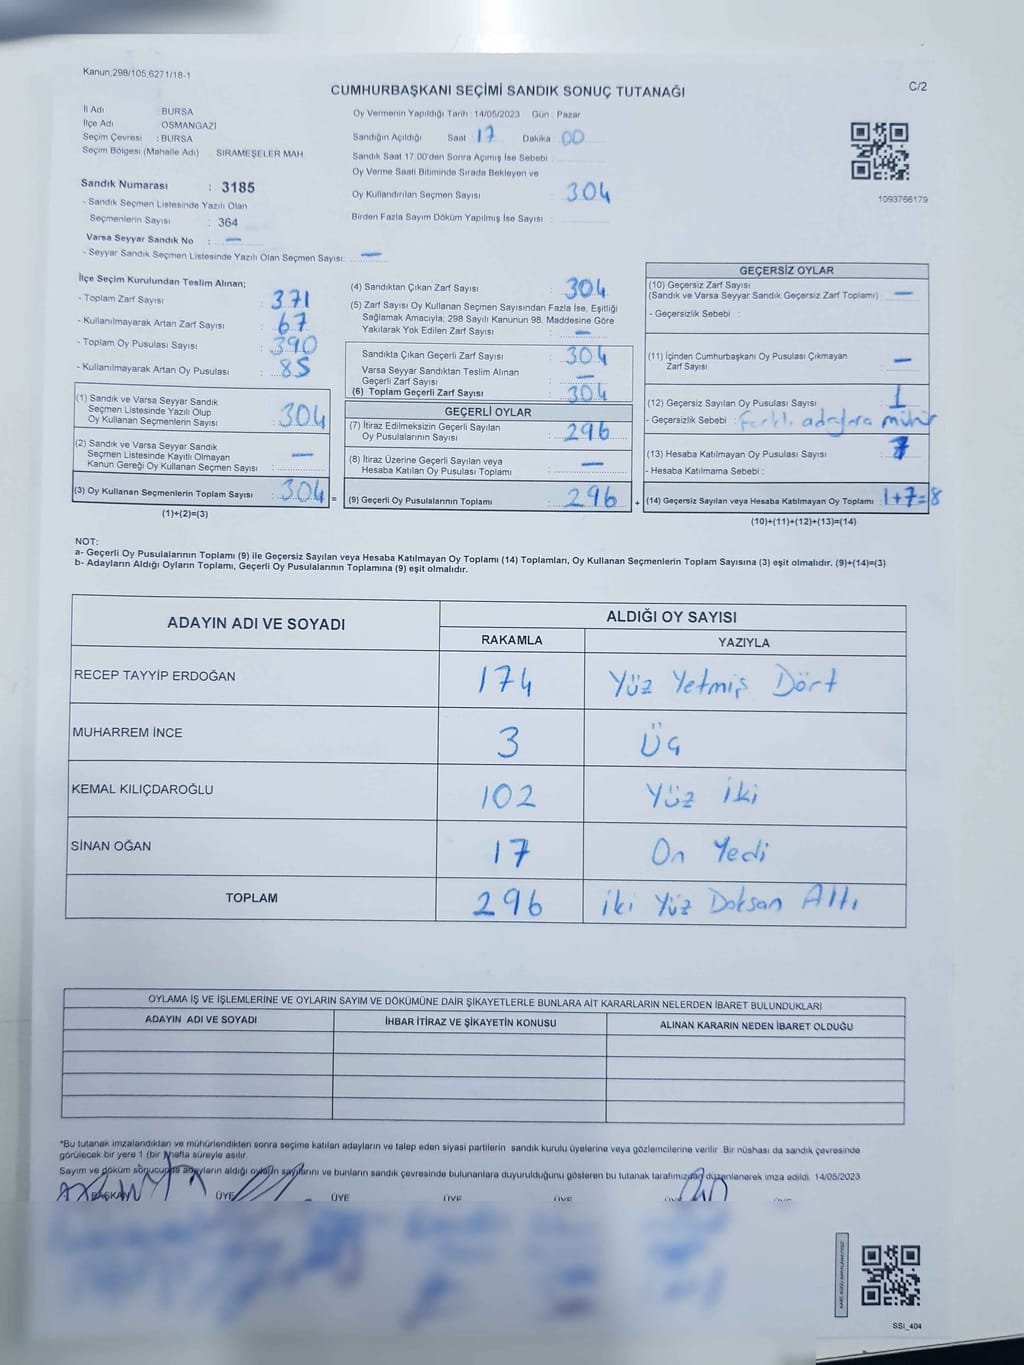 Kanun,298/105,6271/18-1
CUMHURBAŞKANI SEÇİMİ SANDIK SONUÇ TUTANAĞI
C/2
İl Adı BURSA
İlçe Adı OSMANGAZİ
Seçim Çevresi : BURSA
Seçim Bölgesi (Mahalle Adı) SIRAMEŞELER MAH
Sandık Numarası : 3185
- Sandık Seçmen Listesinde Yazılı Olan
Seçmenlerin Sayısı : 364
Varsa Seyyar Sandık No : —
- Seyyar Sandık Seçmen Listesinde Yazılı Olan Seçmen Sayısı: —
Oy Vermenin Yapıldığı Tarih : 14/05/2023 Gün : Pazar
Sandığın Açıldığı Saat : 17 Dakika : 00
Sandık Saat 17.00'den Sonra Açımış İse Sebebi :
Oy Verme Saati Bitiminde Sırada Bekleyen ve
Oy Kullandırılan Seçmen Sayısı : 304
Birden Fazla Sayım Döküm Yapılmış İse Sayısı :
1093766179
İlçe Seçim Kurulundan Teslim Alınan;
- Toplam Zarf Sayısı : 371
- Kullanılmayarak Artan Zarf Sayısı : 67
- Toplam Oy Pusulası Sayısı : 390
- Kullanılmayarak Artan Oy Pusulası : 85
(1) Sandık ve Varsa Seyyar Sandık
Seçmen Listesinde Yazılı Olup
Oy Kullanan Seçmenlerin Sayısı : 304
(2) Sandık ve Varsa Seyyar Sandık
Seçmen Listesinde Kayıtlı Olmayan
Kanun Gereği Oy Kullanan Seçmen Sayısı : —
(3) Oy Kullanan Seçmenlerin Toplam Sayısı : 304 =
(1)+(2)=(3)
(4) Sandıktan Çıkan Zarf Sayısı : 304
(5) Zarf Sayısı Oy Kullanan Seçmen Sayısından Fazla İse, Eşitliği
Sağlamak Amacıyla; 298 Sayılı Kanunun 98. Maddesine Göre
Yakılarak Yok Edilen Zarf Sayısı : —
Sandıkta Çıkan Geçerli Zarf Sayısı : 304
Varsa Seyyar Sandıktan Teslim Alınan
Geçerli Zarf Sayısı : —
(6) Toplam Geçerli Zarf Sayısı : 304
GEÇERLİ OYLAR
(7) İtiraz Edilmeksizin Geçerli Sayılan
Oy Pusulalarının Sayısı : 296
(8) İtiraz Üzerine Geçerli Sayılan veya
Hesaba Katılan Oy Pusulası Toplamı : —
(9) Geçerli Oy Pusulalarının Toplamı : 296 +
GEÇERSİZ OYLAR
(10) Geçersiz Zarf Sayısı
(Sandık ve Varsa Seyyar Sandık Geçersiz Zarf Toplamı) : —
- Geçersizlik Sebebi :
(11) İçinden Cumhurbaşkanı Oy Pusulası Çıkmayan
Zarf Sayısı : —
(12) Geçersiz Sayılan Oy Pusulası Sayısı : 1
- Geçersizlik Sebebi : farklı adaylara mühür
(13) Hesaba Katılmayan Oy Pusulası Sayısı : 7
- Hesaba Katılmama Sebebi :
(14) Geçersiz Sayılan veya Hesaba Katılmayan Oy Toplamı : 1+7=8
(10)+(11)+(12)+(13)=(14)
NOT:
a- Geçerli Oy Pusulalarının Toplamı (9) ile Geçersiz Sayılan veya Hesaba Katılmayan Oy Toplamı (14) Toplamları, Oy Kullanan Seçmenlerin Toplam Sayısına (3) eşit olmalıdır. (9)+(14)=(3)
b- Adayların Aldığı Oyların Toplamı, Geçerli Oy Pusulalarının Toplamına (9) eşit olmalıdır.
ADAYIN ADI VE SOYADI ALDIĞI OY SAYISI
RAKAMLA YAZIYLA
RECEP TAYYİP ERDOĞAN 174 Yüz Yetmiş Dört
MUHARREM İNCE 3 Üç
KEMAL KILIÇDAROĞLU 102 Yüz İki
SİNAN OĞAN 17 On Yedi
TOPLAM 296 İki Yüz Doksan Altı
OYLAMA İŞ VE İŞLEMLERİNE VE OYLARIN SAYIM VE DÖKÜMÜNE DAİR ŞİKAYETLERLE BUNLARA AİT KARARLARIN NELERDEN İBARET BULUNDUKLARI
ADAYIN ADI VE SOYADI İHBAR İTİRAZ VE ŞİKAYETİN KONUSU ALINAN KARARIN NEDEN İBARET OLDUĞU
*Bu tutanak imzalandıktan ve mühürlendikten sonra seçime katılan adayların ve talep eden siyasi partilerin sandık kurulu üyelerine veya gözlemcilerine verilir. Bir nüshası da sandık çevresinde
görülecek bir yere 1 (bir) hafta süreyle asılır.
Sayım ve döküm sonucunda adayların aldığı oyların sayılarını ve bunların sandık çevresinde bulunanlara duyurulduğunu gösteren bu tutanak tarafımızdan düzenlenerek imza edildi. 14/05/2023
BAŞKAN ÜYE ÜYE ÜYE ÜYE ÜYE
SSI_404